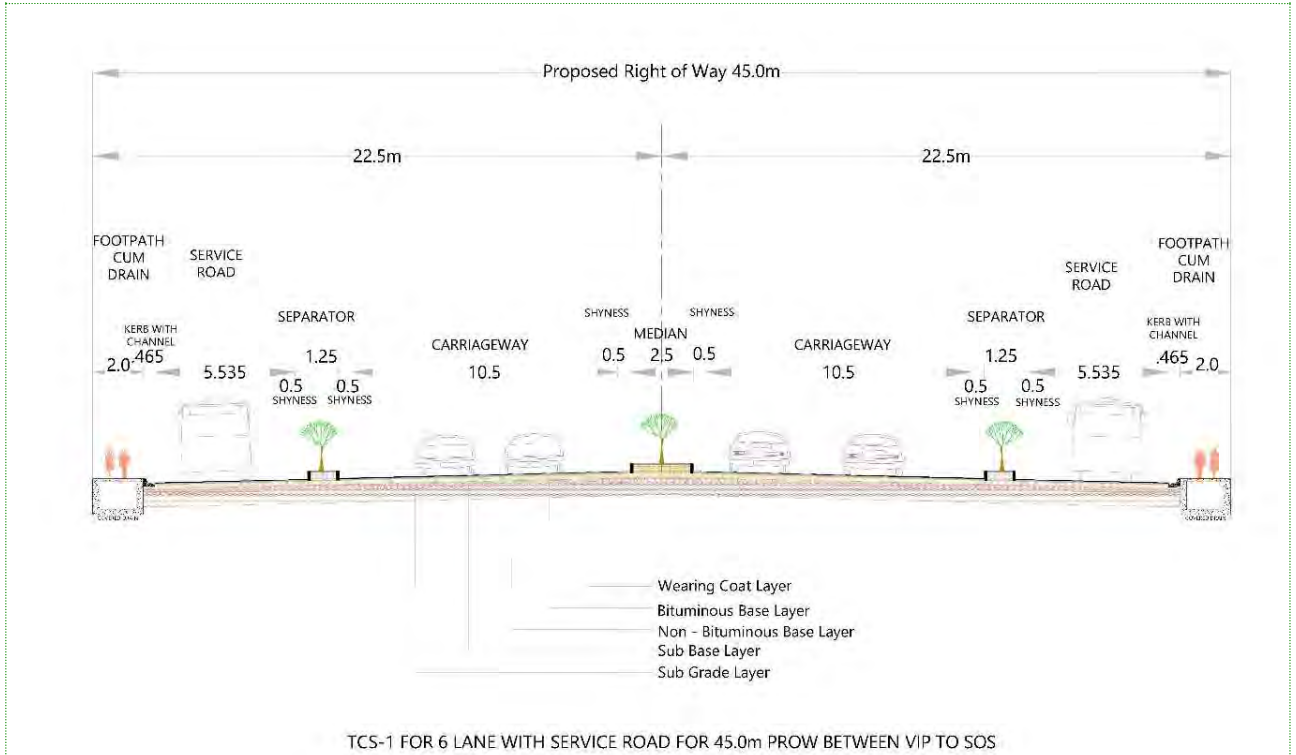 Proposed Right of Way 45.0m
22.5m
22.5m
FOOTPATH
CUM
DRAIN
SERVICE
ROAD
SEPARATOR
KERB WITH
CHANNEL
2.0
.465
5.535
1.25
0.5
0.5
SHYNESS
SHYNESS
CARRIAGEWAY
10.5
SHYNESS
0.5
MEDIAN
2.5
SHYNESS
0.5
CARRIAGEWAY
10.5
SEPARATOR
1.25
0.5
0.5
SHYNESS
SHYNESS
SERVICE
ROAD
5.535
FOOTPATH
CUM
DRAIN
KERB WITH
CHANNEL
.465
2.0
COVERED DRAIN
COVERED DRAIN
Wearing Coat Layer
Bituminous Base Layer
Non - Bituminous Base Layer
Sub Base Layer
Sub Grade Layer
TCS-1 FOR 6 LANE WITH SERVICE ROAD FOR 45.0m PROW BETWEEN VIP TO SOS